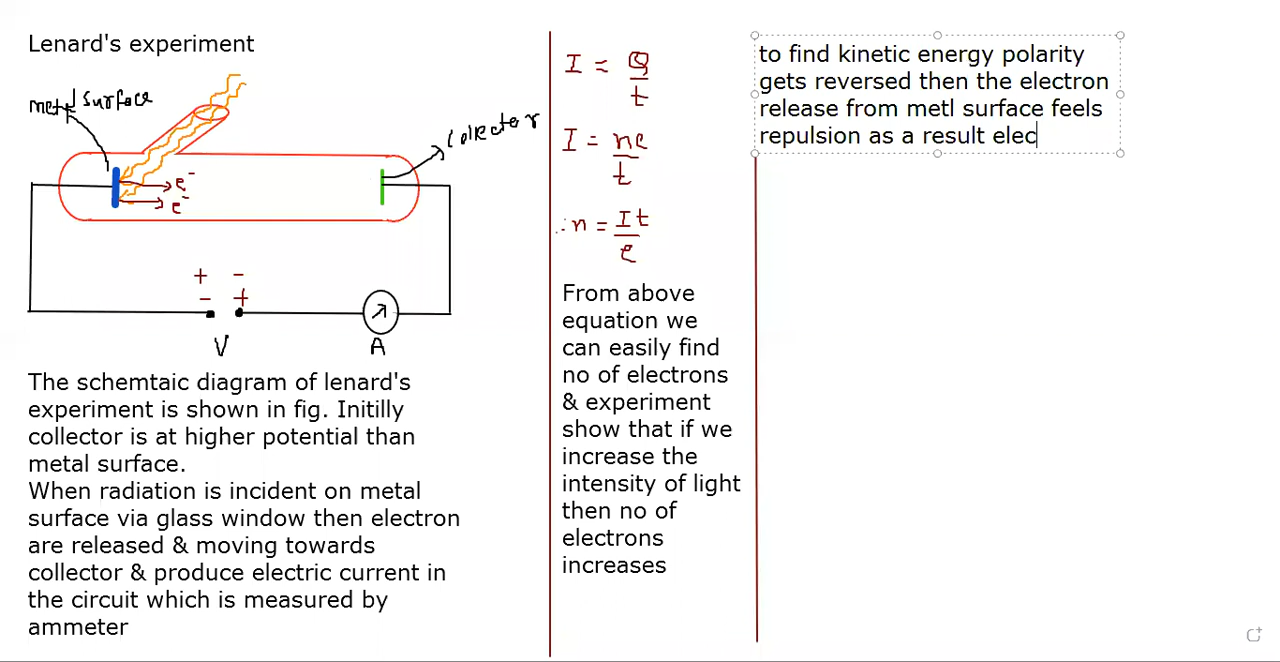 Lenard's experiment
metal surface
collector
e⁻
e⁻
+ -
- +
V
A
The schemtaic diagram of lenard's
experiment is shown in fig. Initilly
collector is at higher potential than
metal surface.
When radiation is incident on metal
surface via glass window then electron
are released & moving towards
collector & produce electric current in
the circuit which is measured by
ammeter
I = Q/t
I = ne/t
∴ n = It/e
From above
equation we
can easily find
no of electrons
& experiment
show that if we
increase the
intensity of light
then no of
electrons
increases
to find kinetic energy polarity
gets reversed then the electron
release from metl surface feels
repulsion as a result elec